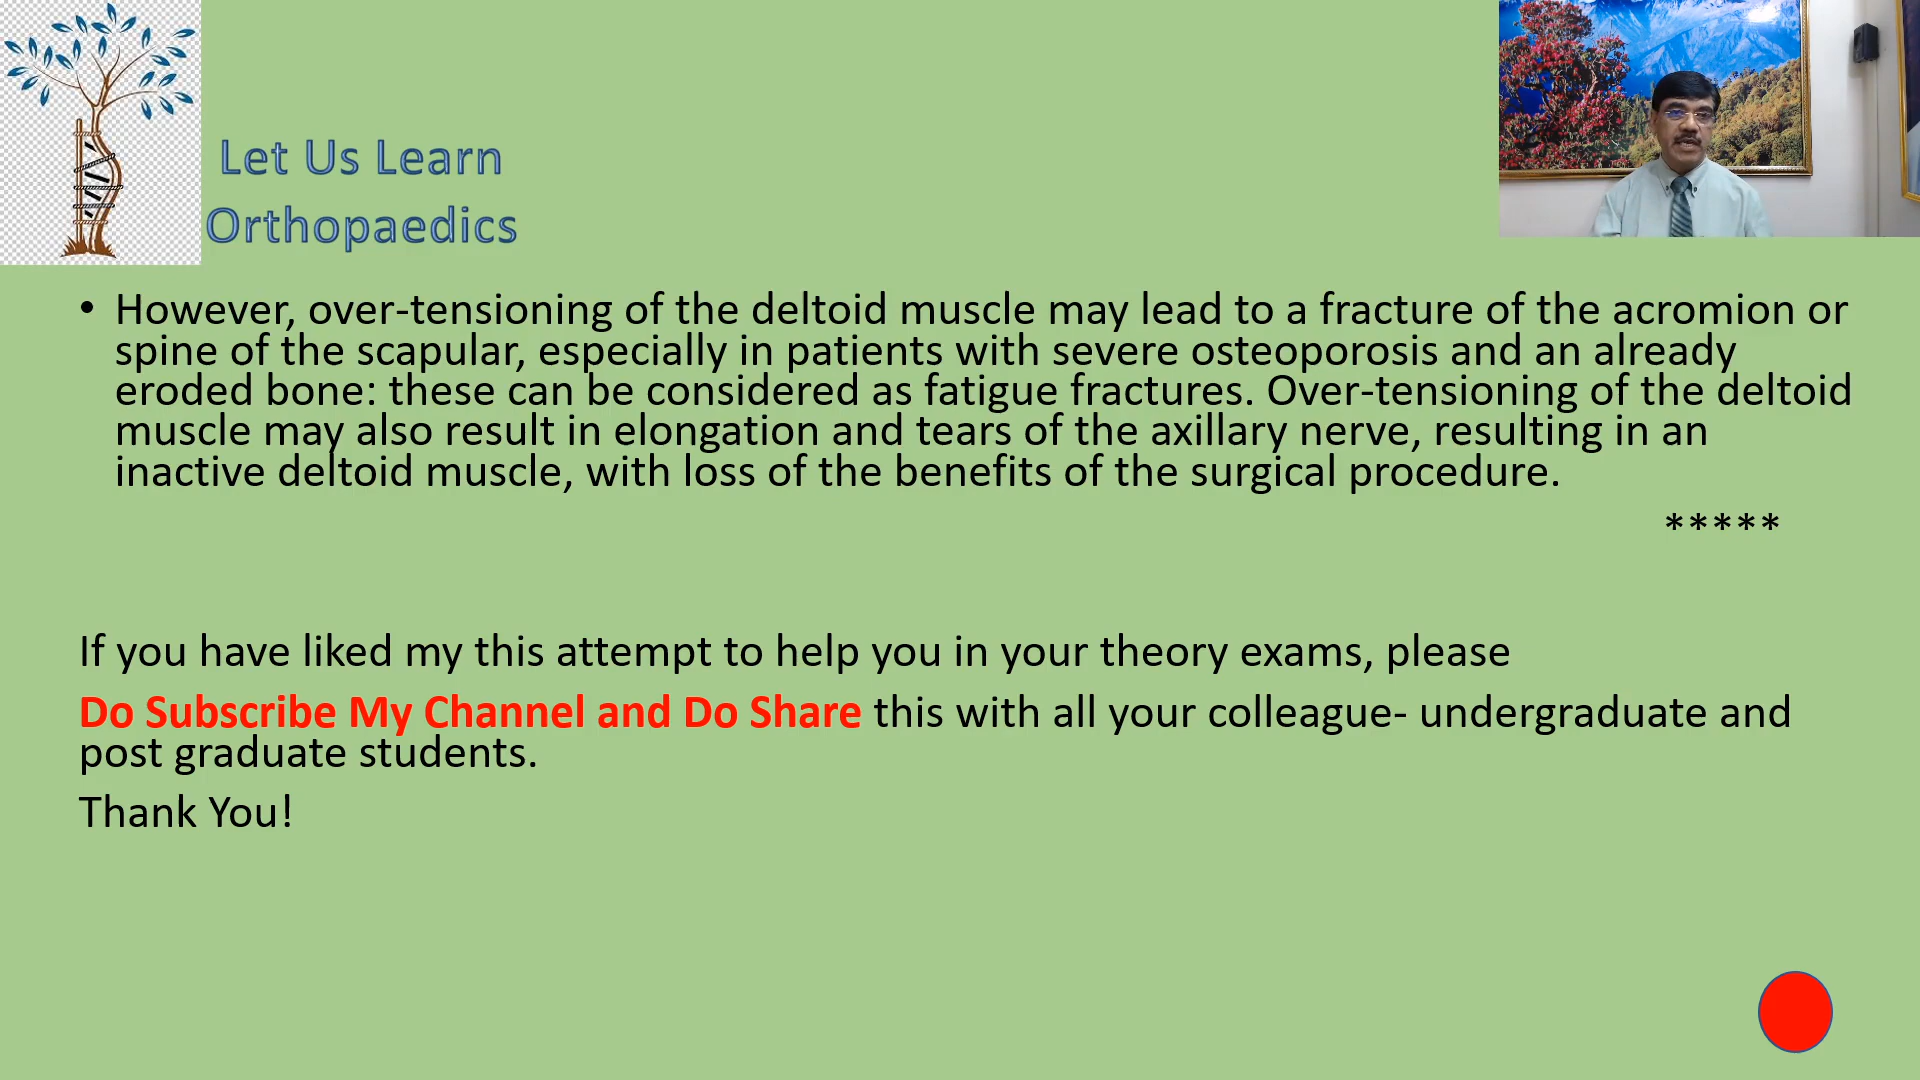 Let Us Learn
Orthopaedics
• However, over-tensioning of the deltoid muscle may lead to a fracture of the acromion or
spine of the scapular, especially in patients with severe osteoporosis and an already
eroded bone: these can be considered as fatigue fractures. Over-tensioning of the deltoid
muscle may also result in elongation and tears of the axillary nerve, resulting in an
inactive deltoid muscle, with loss of the benefits of the surgical procedure.
*****
If you have liked my this attempt to help you in your theory exams, please
Do Subscribe My Channel and Do Share this with all your colleague- undergraduate and
post graduate students.
Thank You!